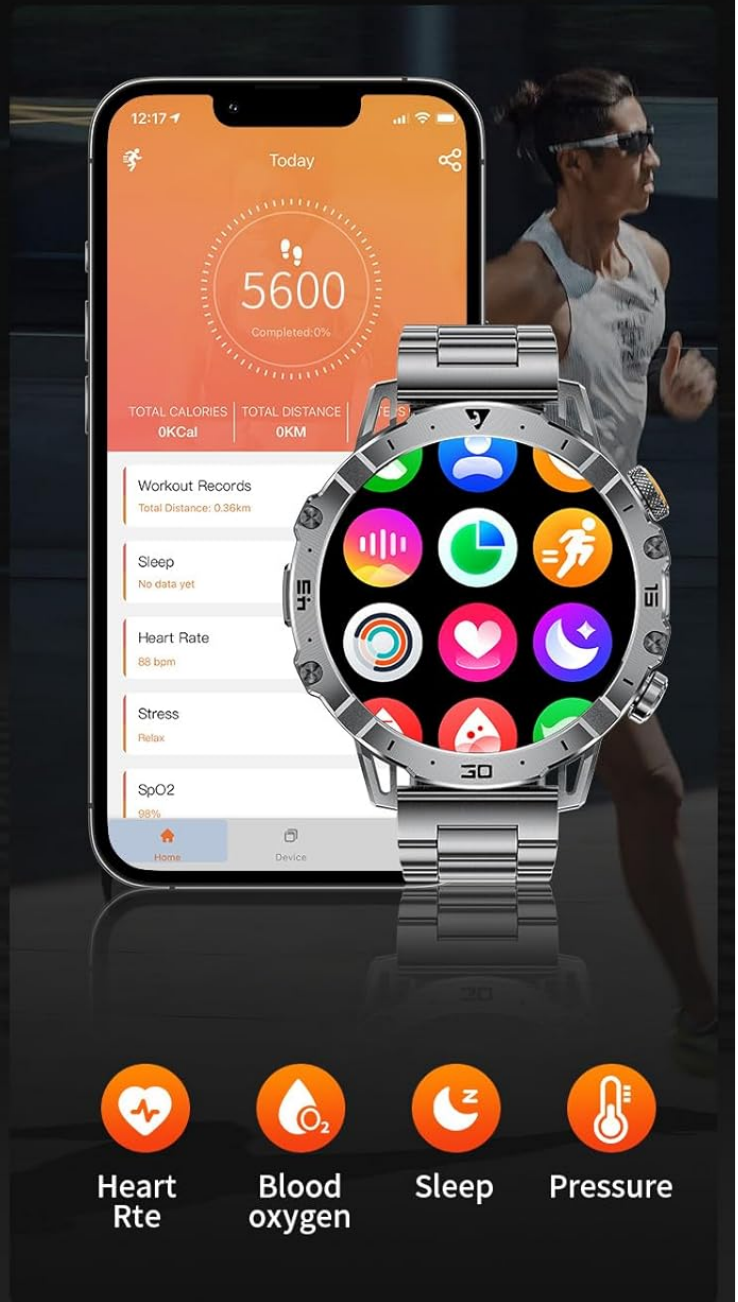 12:17
Today
5600
Completed:0%
TOTAL CALORIES
0KCal
TOTAL DISTANCE
0KM
Workout Records
Total Distance: 0.36km
Sleep
No data yet
Heart Rate
88 bpm
Stress
Relax
SpO2
98%
Home
Device
45
15
30
O2
z
Heart
Rte
Blood
oxygen
Sleep
Pressure